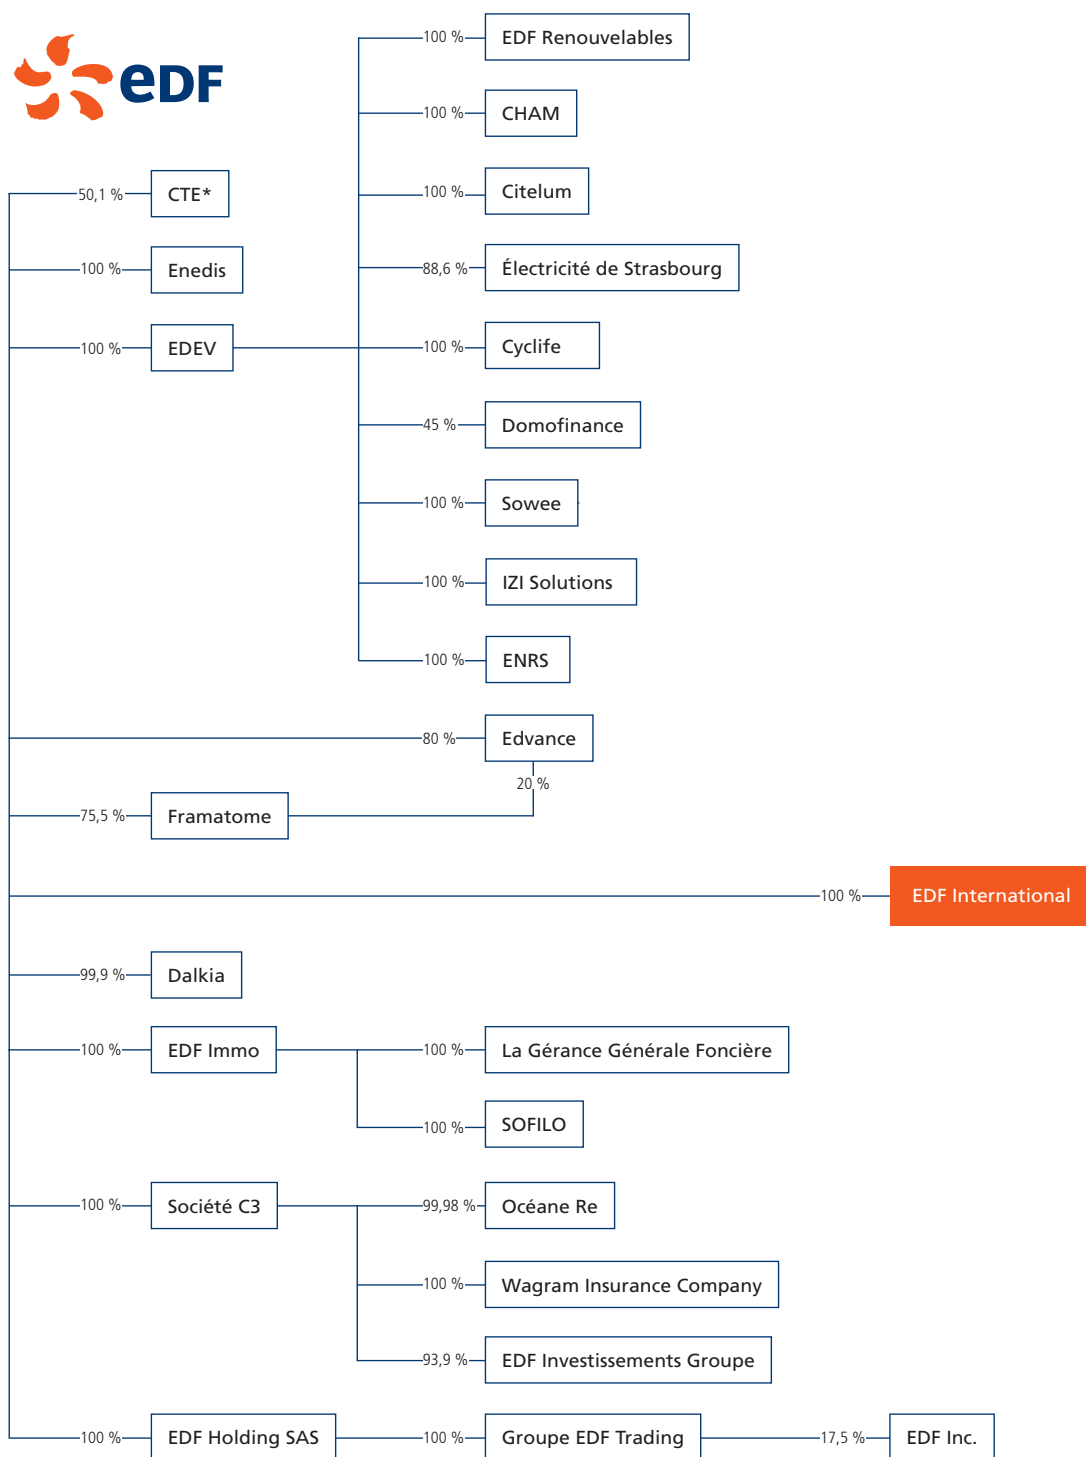 100 % EDF Renouvelables
eDF
100 % CHAM
50,1 % CTE* 100 % Citelum
100 % Enedis 88,6 % Électricité de Strasbourg
100 % EDEV 100 % Cyclife
45 % Domofinance
100 % Sowee
100 % IZI Solutions
100 % ENRS
80 % Edvance
20 %
75,5 % Framatome
100 % EDF International
99,9 % Dalkia
100 % EDF Immo 100 % La Gérance Générale Foncière
100 % SOFILO
100 % Société C3 99,98 % Océane Re
100 % Wagram Insurance Company
93,9 % EDF Investissements Groupe
100 % EDF Holding SAS 100 % Groupe EDF Trading 17,5 % EDF Inc.